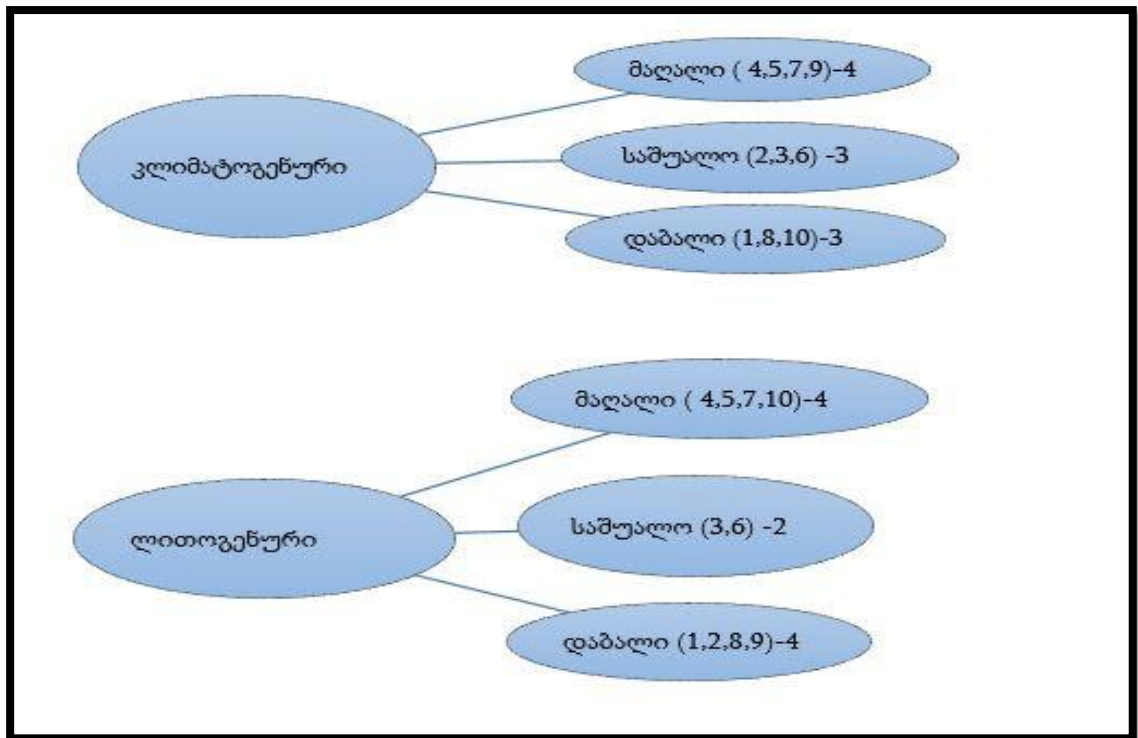 კლიმატოგენური
მაღალი ( 4,5,7,9)-4
საშუალო (2,3,6) -3
დაბალი (1,8,10)-3
ლითოგენური
მაღალი ( 4,5,7,10)-4
საშუალო (3,6) -2
დაბალი (1,2,8,9)-4